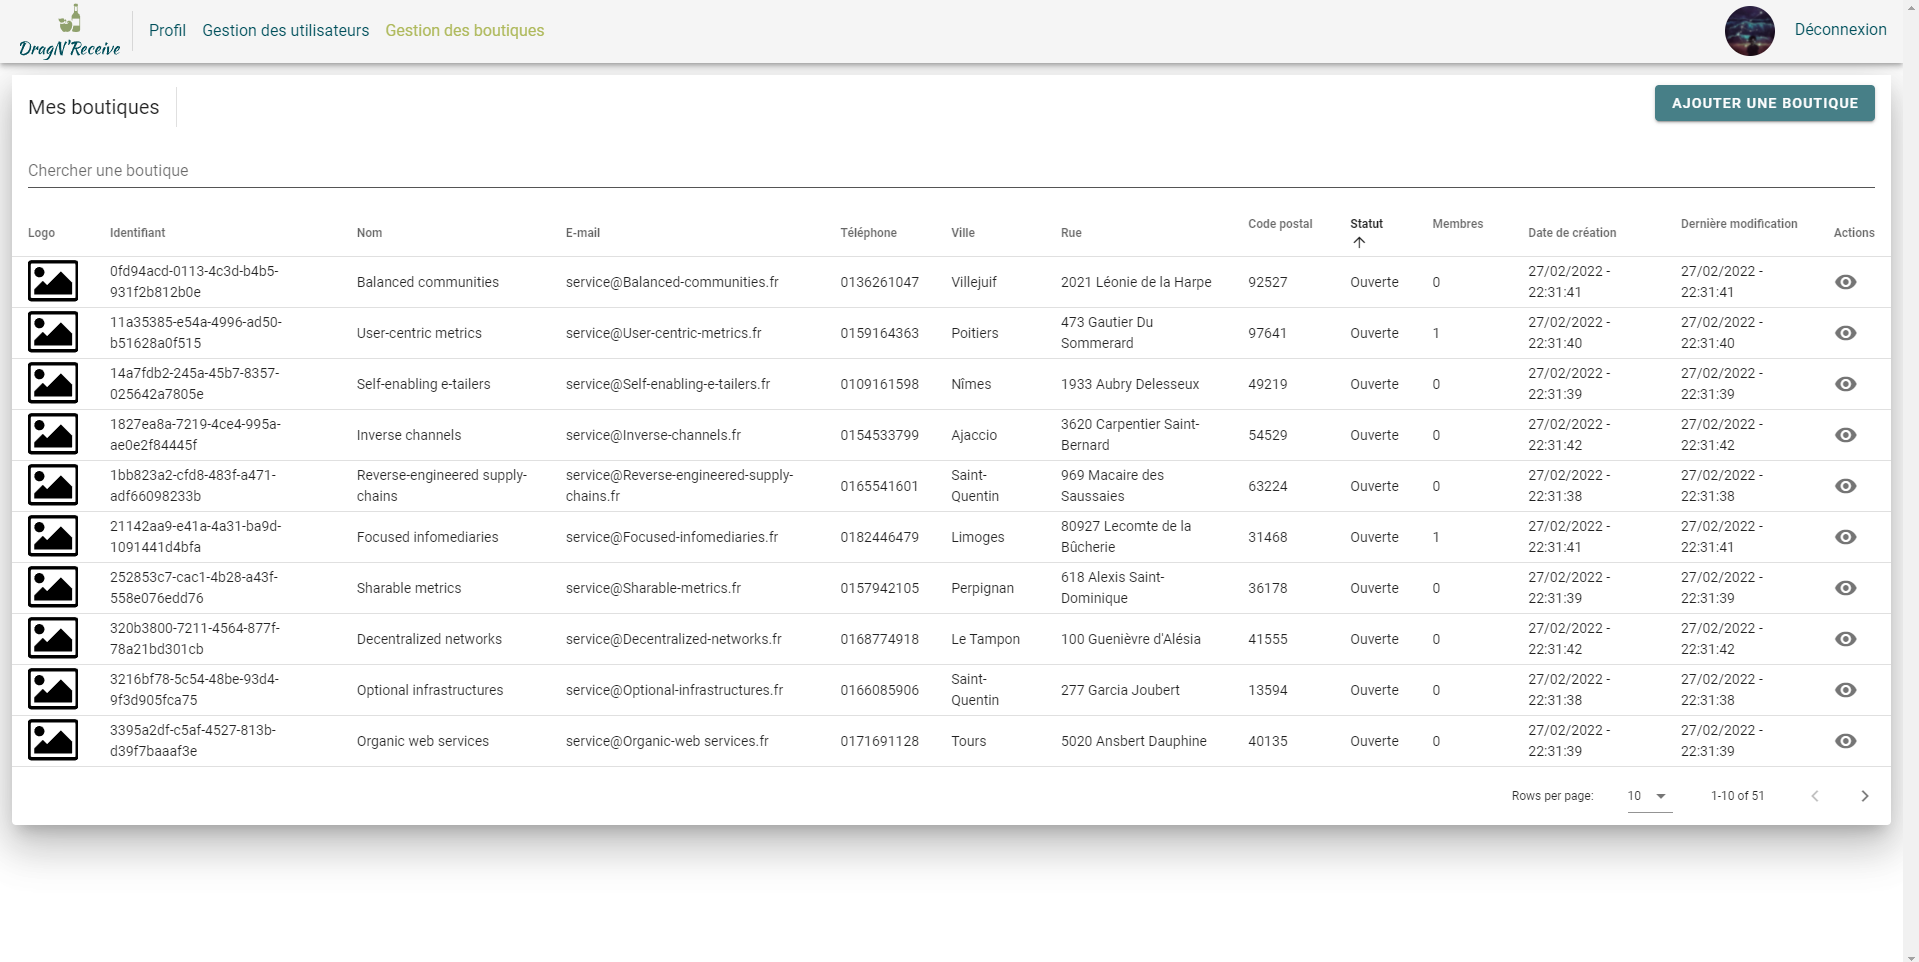 DragN'Receive
Profil Gestion des utilisateurs Gestion des boutiques Déconnexion
Mes boutiques AJOUTER UNE BOUTIQUE
Chercher une boutique
Logo Identifiant Nom E-mail Téléphone Ville Rue Code postal Statut Membres Date de création Dernière modification Actions
0fd94acd-0113-4c3d-b4b5- 27/02/2022 - 27/02/2022 -
Balanced communities service@Balanced-communities.fr 0136261047 Villejuif 2021 Léonie de la Harpe 92527 Ouverte 0
931f2b812b0e 22:31:41 22:31:41
11a35385-e54a-4996-ad50- 473 Gautier Du 27/02/2022 - 27/02/2022 -
User-centric metrics service@User-centric-metrics.fr 0159164363 Poitiers 97641 Ouverte 1
b51628a0f515 Sommerard 22:31:40 22:31:40
14a7fdb2-245a-45b7-8357- 27/02/2022 - 27/02/2022 -
Self-enabling e-tailers service@Self-enabling-e-tailers.fr 0109161598 Nîmes 1933 Aubry Delesseux 49219 Ouverte 0
025642a7805e 22:31:39 22:31:39
1827ea8a-7219-4ce4-995a- 3620 Carpentier Saint- 27/02/2022 - 27/02/2022 -
Inverse channels service@Inverse-channels.fr 0154533799 Ajaccio 54529 Ouverte 0
ae0e2f84445f Bernard 22:31:42 22:31:42
1bb823a2-cfd8-483f-a471- Reverse-engineered supply- service@Reverse-engineered-supply- Saint- 969 Macaire des 27/02/2022 - 27/02/2022 -
0165541601 63224 Ouverte 0
adf66098233b chains chains.fr Quentin Saussaies 22:31:38 22:31:38
21142aa9-e41a-4a31-ba9d- 80927 Lecomte de la 27/02/2022 - 27/02/2022 -
Focused infomediaries service@Focused-infomediaries.fr 0182446479 Limoges 31468 Ouverte 1
1091441d4bfa Bûcherie 22:31:41 22:31:41
252853c7-cac1-4b28-a43f- 618 Alexis Saint- 27/02/2022 - 27/02/2022 -
Sharable metrics service@Sharable-metrics.fr 0157942105 Perpignan 36178 Ouverte 0
558e076edd76 Dominique 22:31:39 22:31:39
320b3800-7211-4564-877f- 27/02/2022 - 27/02/2022 -
Decentralized networks service@Decentralized-networks.fr 0168774918 Le Tampon 100 Guenièvre d'Alésia 41555 Ouverte 0
78a21bd301cb 22:31:42 22:31:42
3216bf78-5c54-48be-93d4- Saint- 27/02/2022 - 27/02/2022 -
Optional infrastructures service@Optional-infrastructures.fr 0166085906 277 Garcia Joubert 13594 Ouverte 0
9f3d905fca75 Quentin 22:31:38 22:31:38
3395a2df-c5af-4527-813b- 27/02/2022 - 27/02/2022 -
Organic web services service@Organic-web services.fr 0171691128 Tours 5020 Ansbert Dauphine 40135 Ouverte 0
d39f7baaaf3e 22:31:39 22:31:39
Rows per page: 10 1-10 of 51